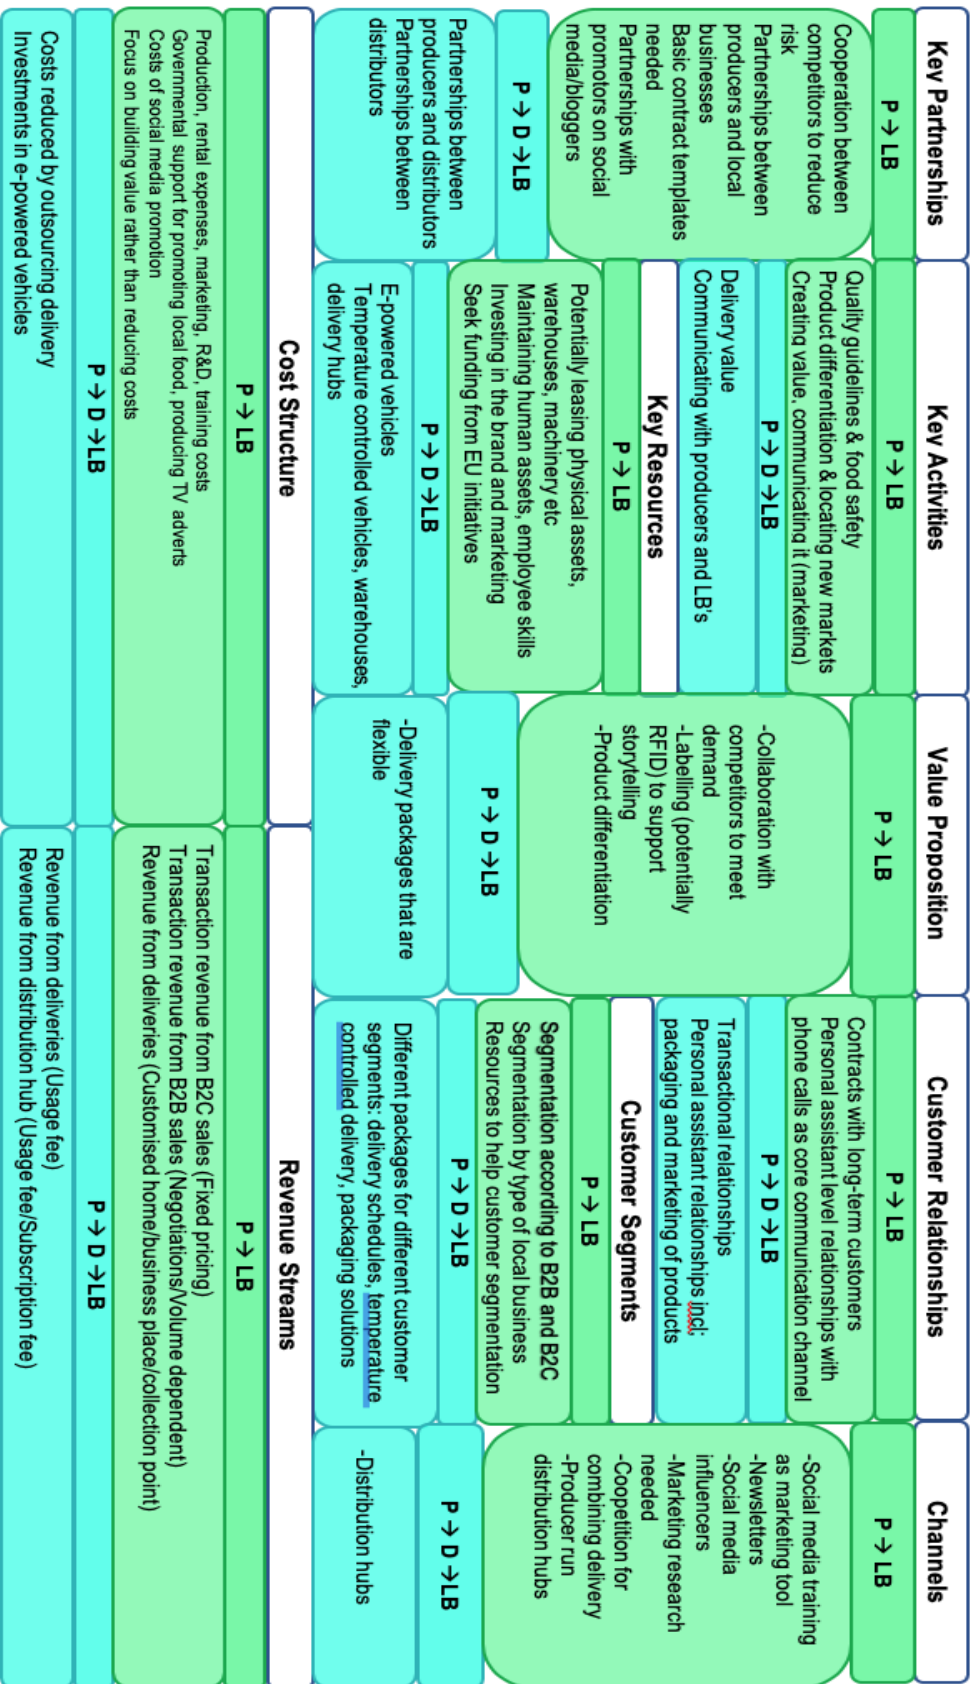 Key Partnerships
P → LB
Cooperation between
competitors to reduce
risk
Partnerships between
producers and local
businesses
Basic contract templates
needed
Partnerships with
promotors on social
media/bloggers
P → D →LB
Partnerships between
producers and distributors
Partnerships between
distributors
Key Activities
P → LB
Quality guidelines & food safety
Product differentiation & locating new markets
Creating value, communicating it (marketing)
P → D →LB
Delivery value
Communicating with producers and LB's
Key Resources
P → LB
Potentially leasing physical assets,
warehouses, machinery etc
Maintaining human assets, employee skills
Investing in the brand and marketing
Seek funding from EU initiatives
P → D →LB
E-powered vehicles
Temperature controlled vehicles, warehouses,
delivery hubs
Value Proposition
P → LB
-Collaboration with
competitors to meet
demand
-Labelling (potentially
RFID) to support
storytelling
-Product differentiation
P → D →LB
-Delivery packages that are
flexible
Customer Relationships
P → LB
Contracts with long-term customers
Personal assistant level relationships with
phone calls as core communication channel
P → D →LB
Transactional relationships
Personal assistant relationships incl;
packaging and marketing of products
Customer Segments
P → LB
Segmentation according to B2B and B2C
Segmentation by type of local business
Resources to help customer segmentation
P → D →LB
Different packages for different customer
segments: delivery schedules, temperature
controlled delivery, packaging solutions
Channels
P → LB
-Social media training
as marketing tool
-Newsletters
-Social media
influencers
-Marketing research
needed
-Coopetition for
combining delivery
-Producer run
distribution hubs
P → D →LB
-Distribution hubs
Cost Structure
P → LB
Production, rental expenses, marketing, R&D, training costs
Governmental support for promoting local food, producing TV adverts
Costs of social media promotion
Focus on building value rather than reducing costs
P → D →LB
Costs reduced by outsourcing delivery
Investments in e-powered vehicles
Revenue Streams
P → LB
Transaction revenue from B2C sales (Fixed pricing)
Transaction revenue from B2B sales (Negotiations/Volume dependent)
Revenue from deliveries (Customised home/business place/collection point)
P → D →LB
Revenue from deliveries (Usage fee)
Revenue from distribution hub (Usage fee/Subscription fee)